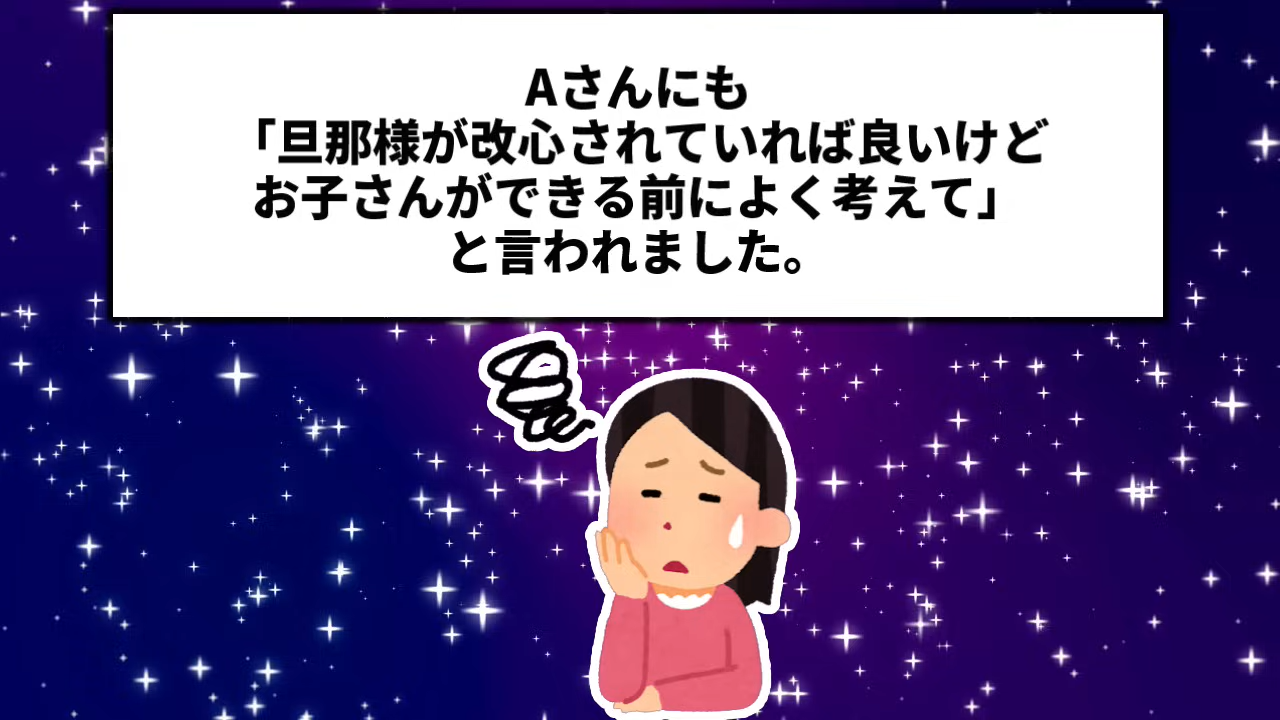 Aさんにも
「旦那様が改心されていれば良いけど
お子さんができる前によく考えて」
と言われました。